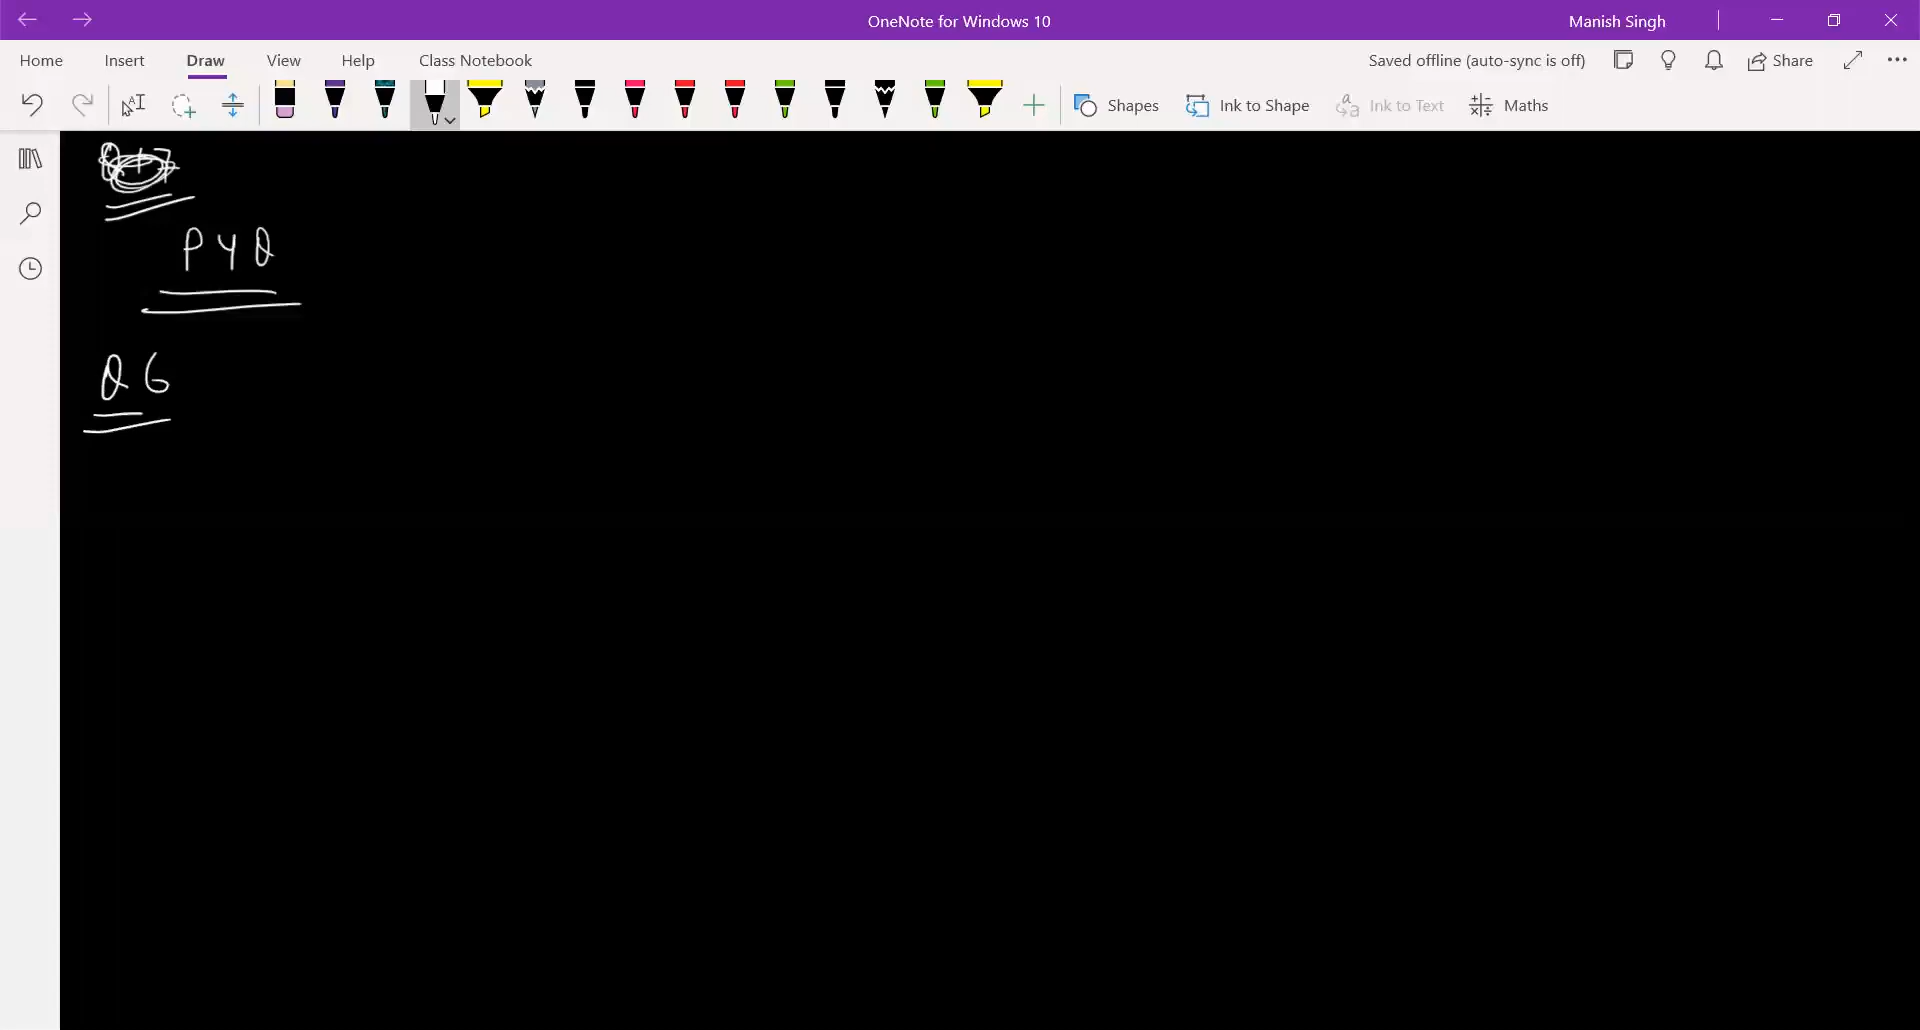 OneNote for Windows 10
Manish Singh
Home Insert Draw View Help Class Notebook
Saved offline (auto-sync is off) Share
Shapes Ink to Shape Ink to Text Maths
PYQ
Q6